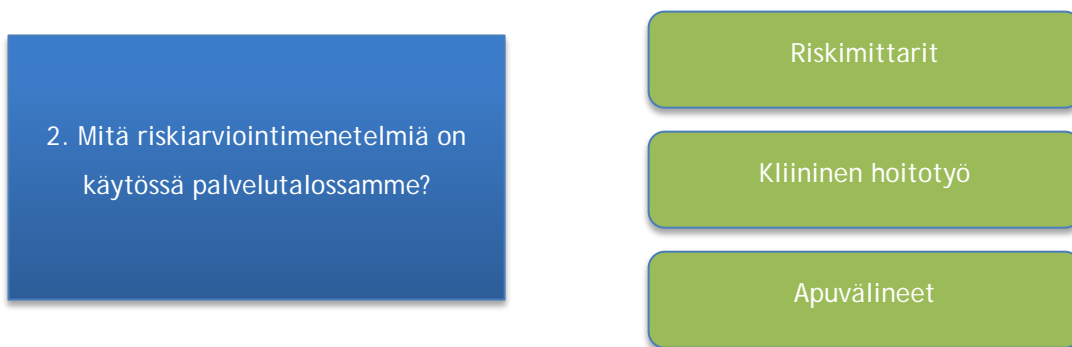 2. Mitä riskiarviointimenetelmiä on
käytössä palvelutalossamme?
Riskimittarit
Kliininen hoitotyö
Apuvälineet